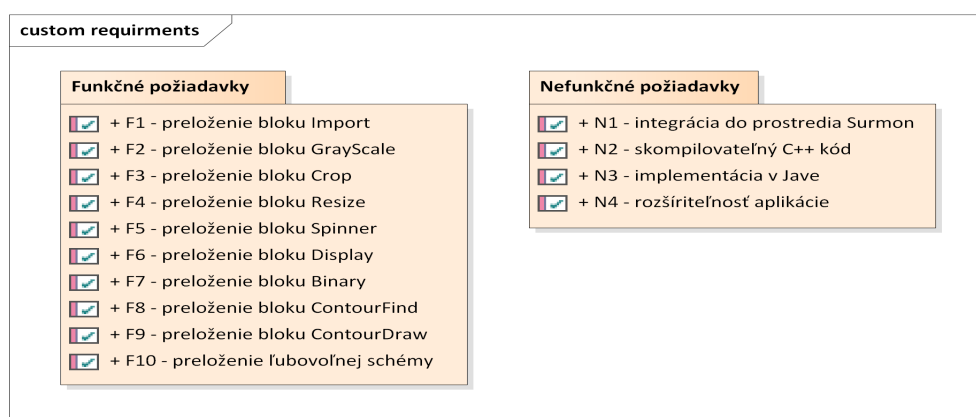 custom requirments
Funkčné požiadavky
+ F1 - preloženie bloku Import
+ F2 - preloženie bloku GrayScale
+ F3 - preloženie bloku Crop
+ F4 - preloženie bloku Resize
+ F5 - preloženie bloku Spinner
+ F6 - preloženie bloku Display
+ F7 - preloženie bloku Binary
+ F8 - preloženie bloku ContourFind
+ F9 - preloženie bloku ContourDraw
+ F10 - preloženie ľubovoľnej schémy
Nefunkčné požiadavky
+ N1 - integrácia do prostredia Surmon
+ N2 - skompilovateľný C++ kód
+ N3 - implementácia v Jave
+ N4 - rozšíriteľnosť aplikácie